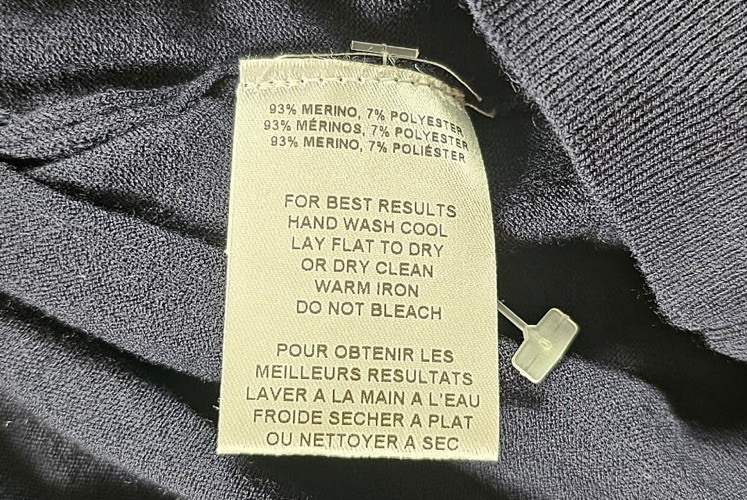 93% MERINO, 7% POLYESTER
93% MÉRINOS, 7% POLYESTER
93% MERINO, 7% POLIÉSTER
FOR BEST RESULTS
HAND WASH COOL
LAY FLAT TO DRY
OR DRY CLEAN
WARM IRON
DO NOT BLEACH
POUR OBTENIR LES
MEILLEURS RESULTATS
LAVER A LA MAIN A L'EAU
FROIDE SECHER A PLAT
OU NETTOYER A SEC